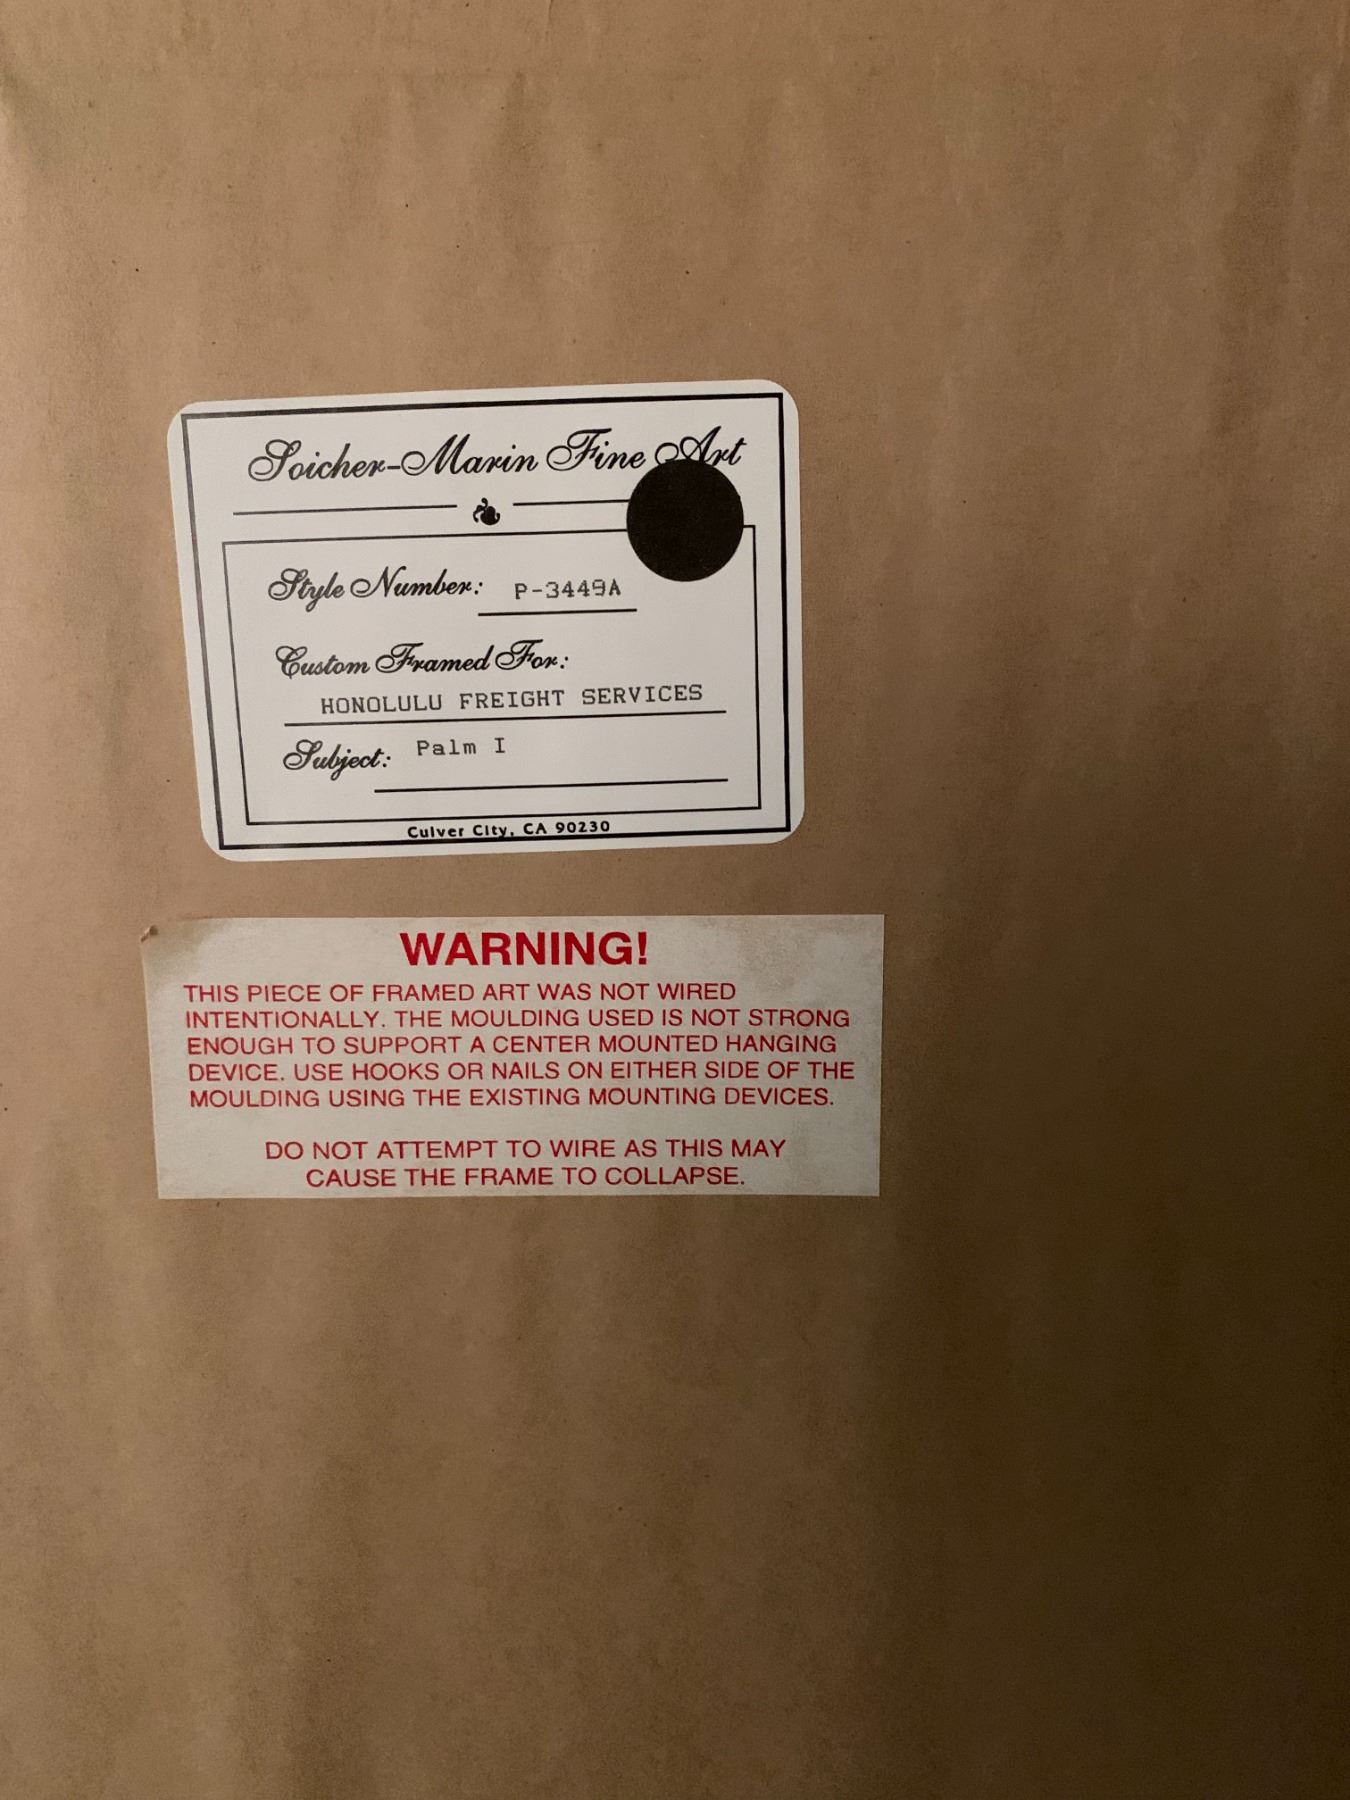 Soicher-Marin Fine Art
Style Number: P-3449A
Custom Framed For:
HONOLULU FREIGHT SERVICES
Subject: Palm I
Culver City, CA 90230
WARNING!
THIS PIECE OF FRAMED ART WAS NOT WIRED
INTENTIONALLY. THE MOULDING USED IS NOT STRONG
ENOUGH TO SUPPORT A CENTER MOUNTED HANGING
DEVICE. USE HOOKS OR NAILS ON EITHER SIDE OF THE
MOULDING USING THE EXISTING MOUNTING DEVICES.
DO NOT ATTEMPT TO WIRE AS THIS MAY
CAUSE THE FRAME TO COLLAPSE.